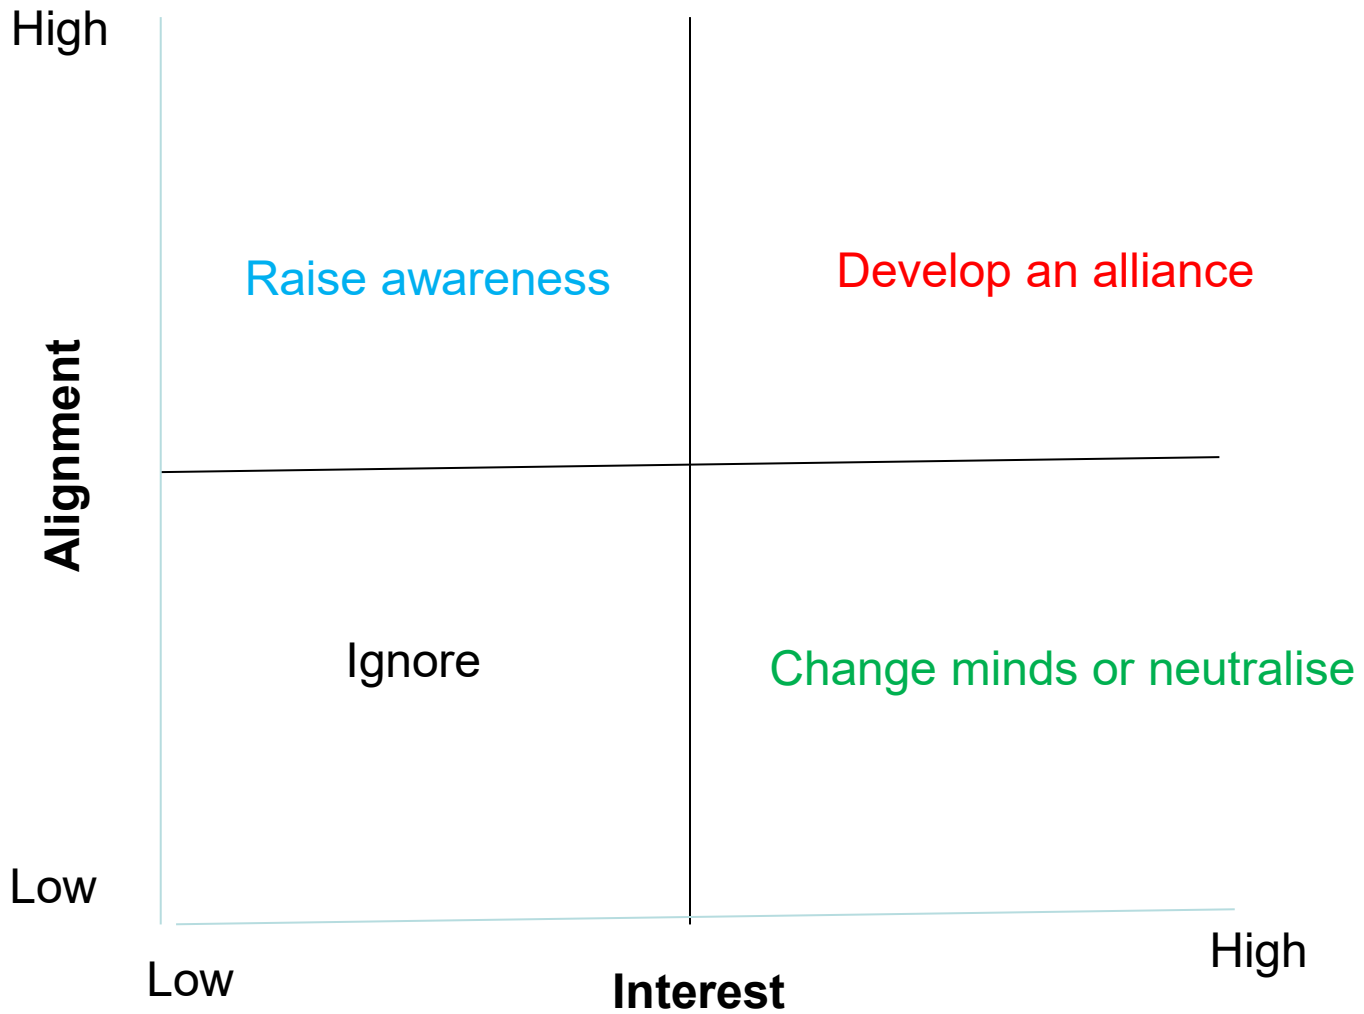 High
Raise awareness
Develop an alliance
Alignment
Ignore
Change minds or neutralise
Low
Low
Interest
High